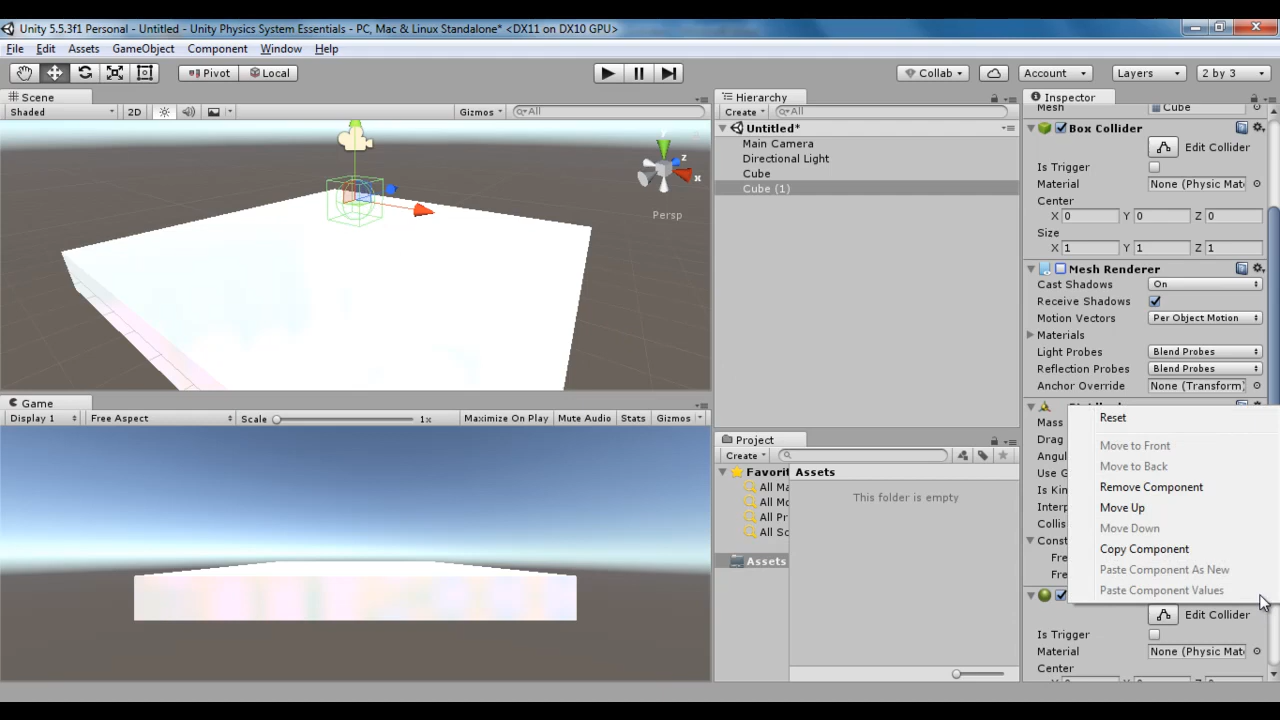 Unity 5.5.3f1 Personal - Untitled - Unity Physics System Essentials - PC, Mac & Linux Standalone* <DX11 on DX10 GPU>
File Edit Assets GameObject Component Window Help
Pivot Local Collab Account Layers 2 by 3
Scene
Shaded 2D Gizmos All
y
z
x
Persp
Game
Display 1 Free Aspect Scale 1x Maximize On Play Mute Audio Stats Gizmos
Hierarchy
Create All
Untitled*
Main Camera
Directional Light
Cube
Cube (1)
Project
Create
Favorit
All Ma
All Mo
All Pr
All Sc
Assets
Assets
This folder is empty
Inspector
Mesh Cube
Box Collider
Edit Collider
Is Trigger
Material None (Physic Mat
Center
X 0 Y 0 Z 0
Size
X 1 Y 1 Z 1
Mesh Renderer
Cast Shadows On
Receive Shadows
Motion Vectors Per Object Motion
Materials
Light Probes Blend Probes
Reflection Probes Blend Probes
Anchor Override None (Transform)
Mass
Drag
Angul
Use G
Is Kin
Interp
Collis
Const
Fre
Fre
Reset
Move to Front
Move to Back
Remove Component
Move Up
Move Down
Copy Component
Paste Component As New
Paste Component Values
Edit Collider
Is Trigger
Material None (Physic Mat
Center